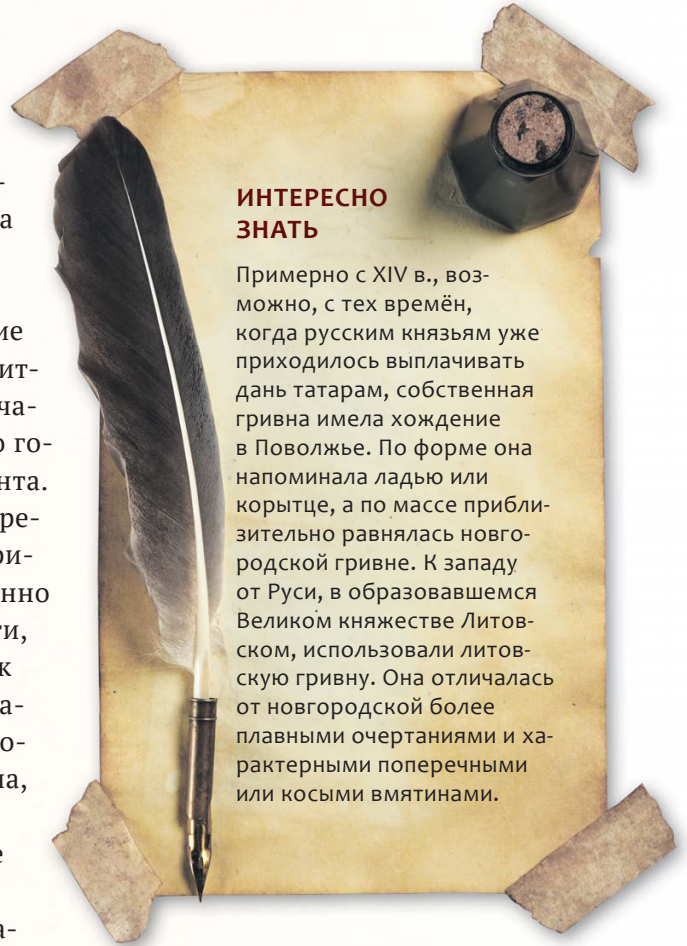 ИНТЕРЕСНО
ЗНАТЬ
Примерно с XIV в., воз-
можно, с тех времён,
когда русским князьям уже
приходилось выплачивать
дань татарам, собственная
гривна имела хождение
в Поволжье. По форме она
напоминала ладью или
корытце, а по массе прибли-
зительно равнялась новго-
родской гривне. К западу
от Руси, в образовавшемся
Великом княжестве Литов-
ском, использовали литов-
скую гривну. Она отличалась
от новгородской более
плавными очертаниями и ха-
рактерными поперечными
или косыми вмятинами.